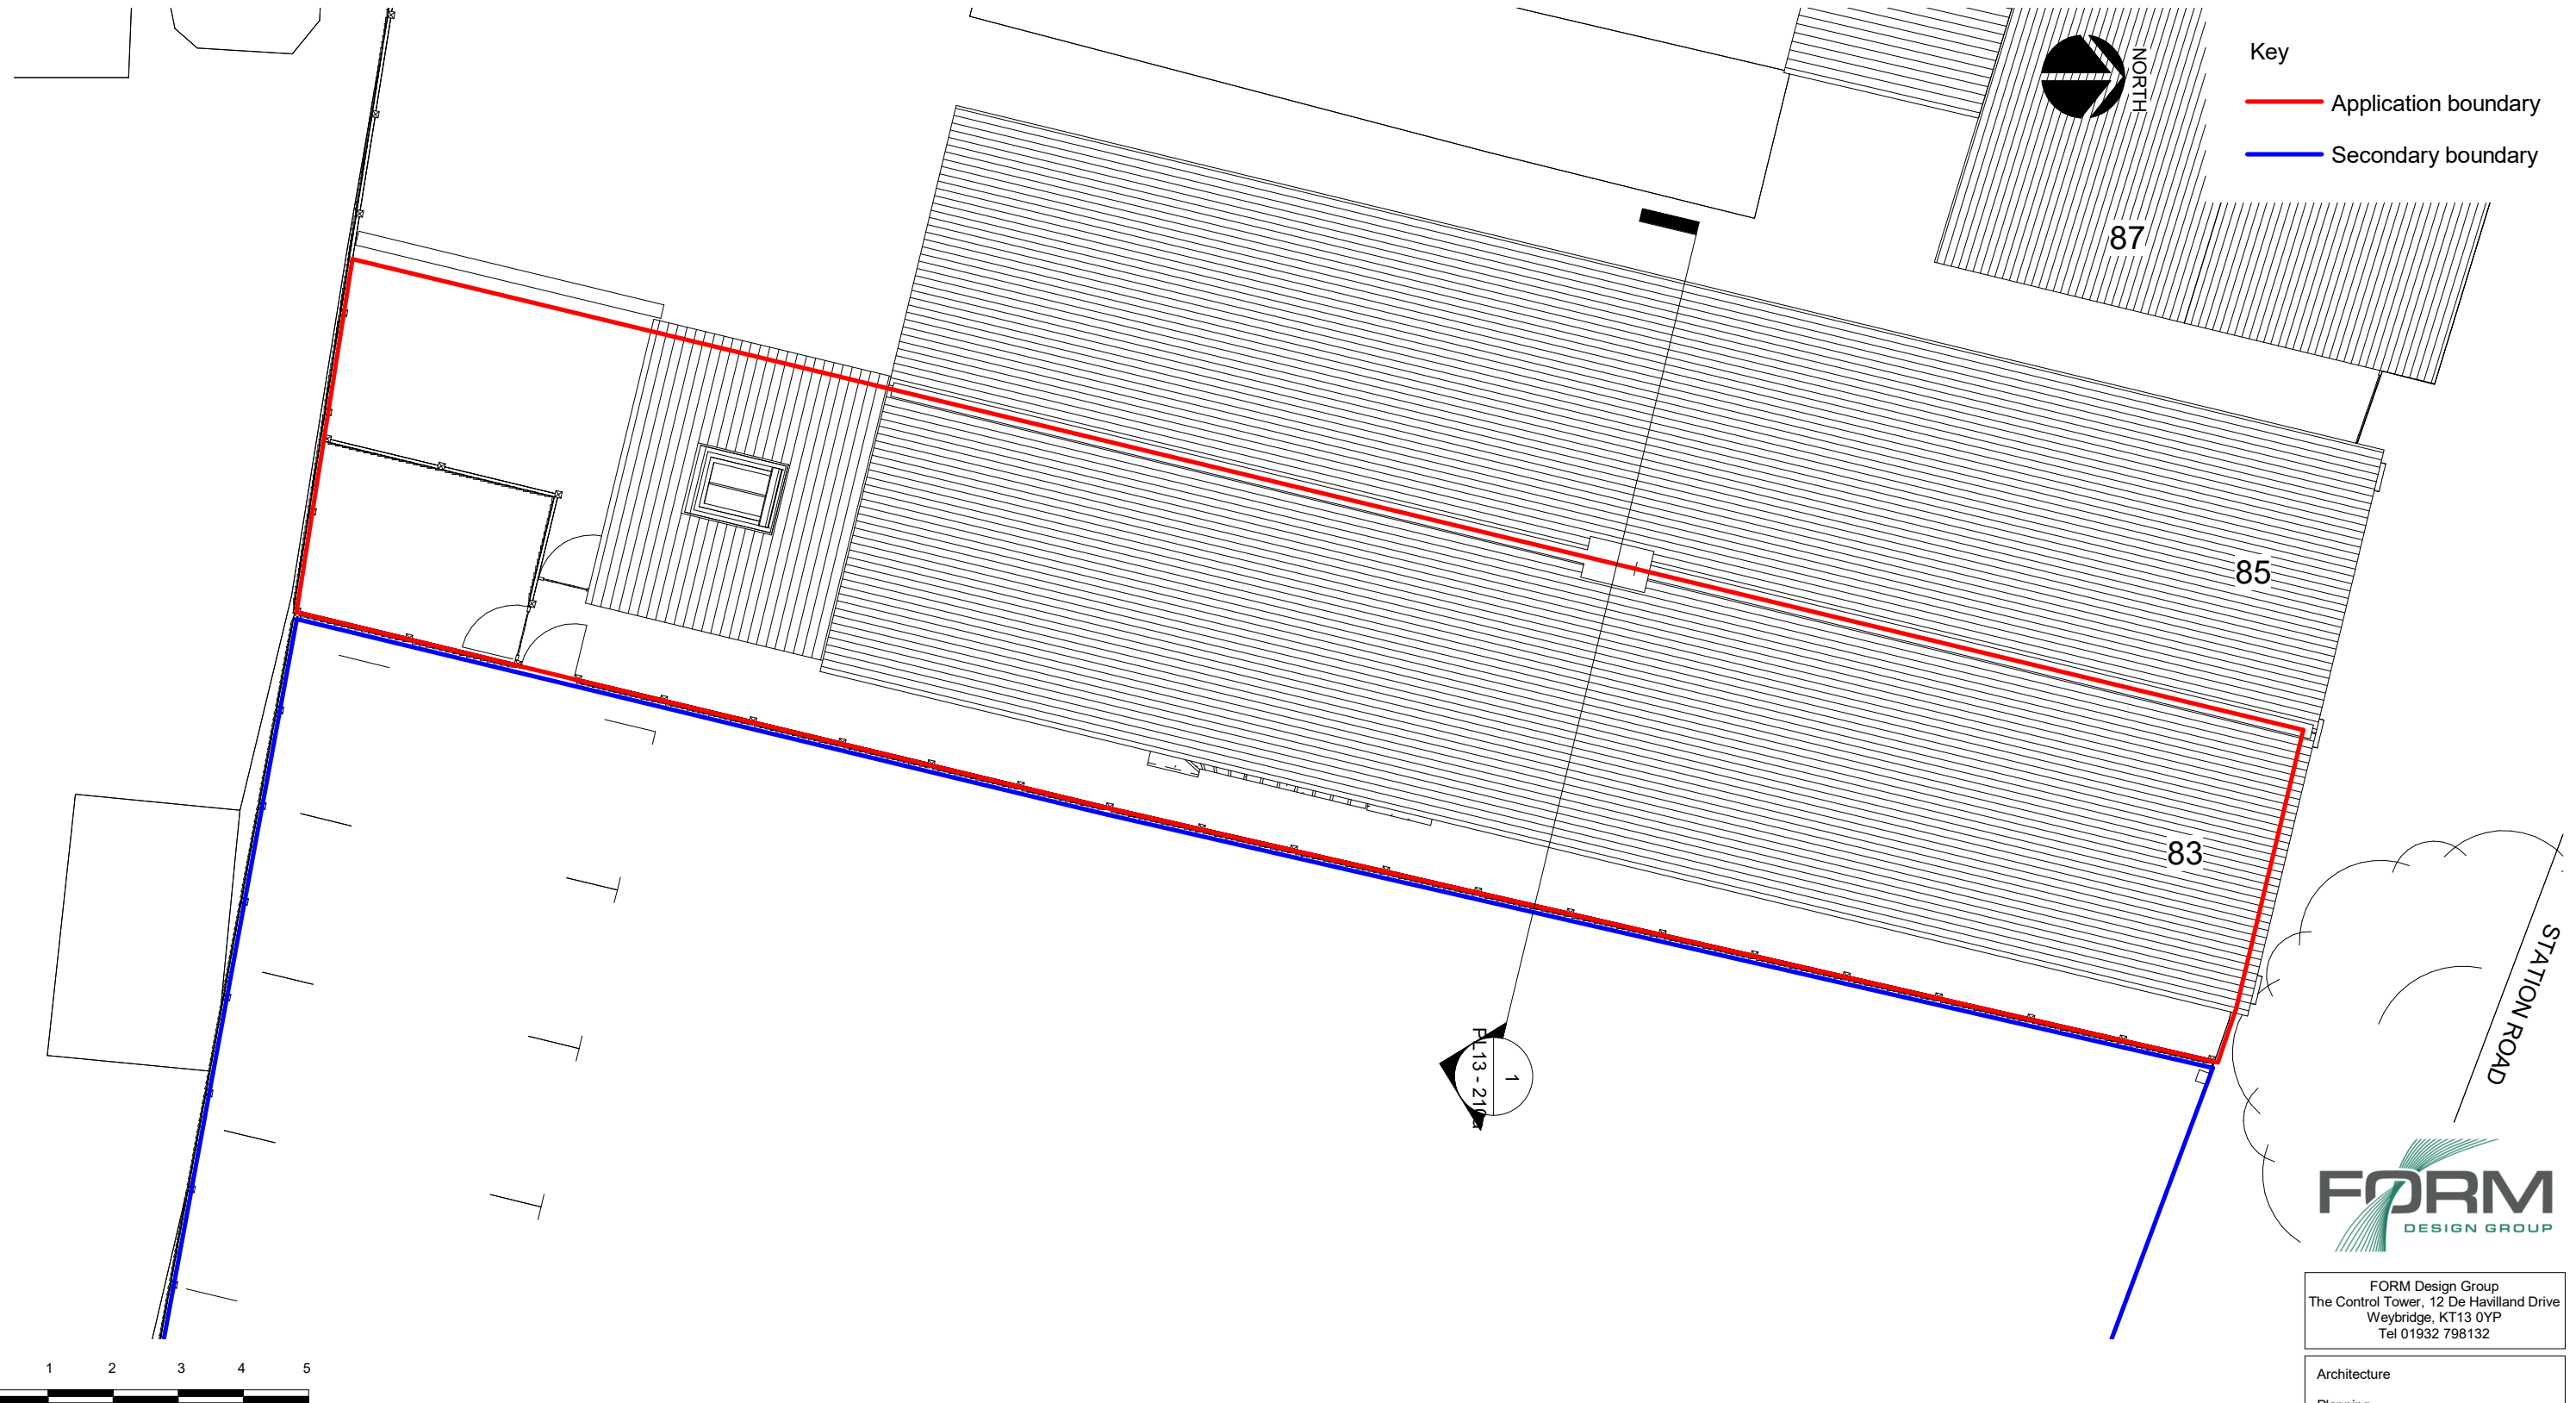 Key
NORTH
Application boundary
Secondary boundary
87
85
83
STATION ROAD
1
FORM
DESIGN GROUP
FORM Design Group
The Control Tower, 12 De Havilland Drive
Weybridge, KT13 0YP
Tel 01932 798132
1 2 3 4 5
Architecture
Planning